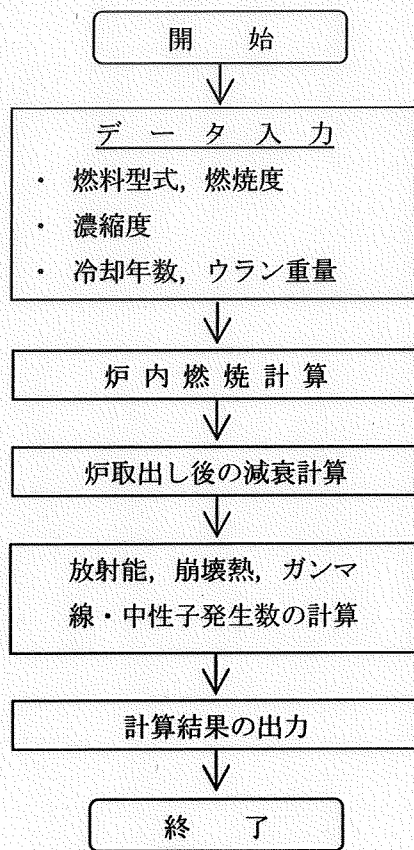 開 始
データ入力
・ 燃料型式，燃焼度
・ 濃縮度
・ 冷却年数，ウラン重量
炉内燃焼計算
炉取出し後の減衰計算
放射能，崩壊熱，ガンマ
線・中性子発生数の計算
計算結果の出力
終 了